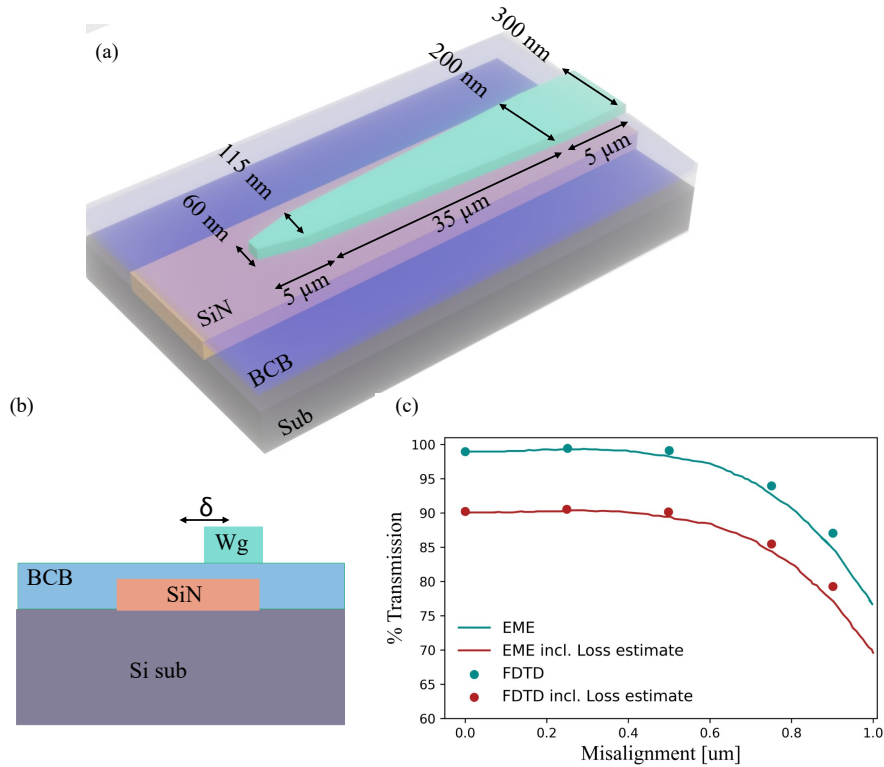 (a)
300 nm
200 nm
115 nm
60 nm
5 μm
35 μm
5 μm
SiN
BCB
Sub
(b)
δ
Wg
BCB
SiN
Si sub
(c)
% Transmission
100
95
90
85
80
75
70
65
60
EME
EME incl. Loss estimate
FDTD
FDTD incl. Loss estimate
0.0 0.2 0.4 0.6 0.8 1.0
Misalignment [um]